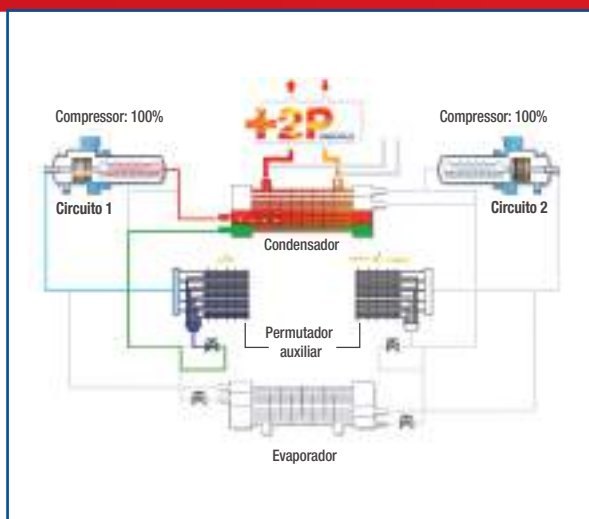 Compressor: 100%
Compressor: 100%
+2P
Circuito 1
Circuito 2
Condensador
Permutador
auxiliar
Evaporador